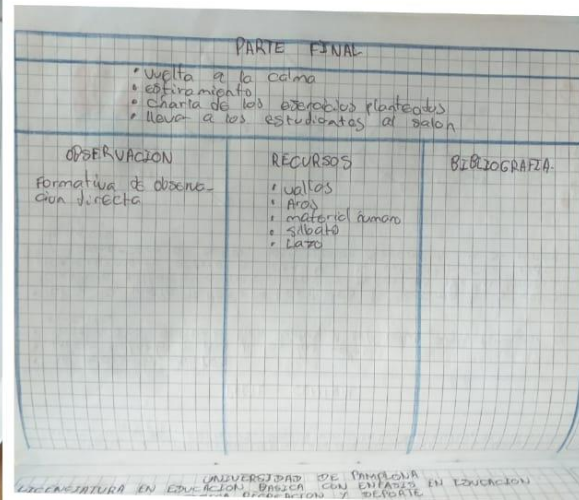 PARTE FINAL
• vuelta a la calma
• estiramiento
• charla de los ejercicios planteados
• lleva a los estudiantes al salon
OBSERVACION
Formativa de observa-
cion directa
RECURSOS
• vallas
• Aros
• material humano
• silbato
• Lazo
BIBLIOGRAFIA.
UNIVERSIDAD DE PAMPLONA
LICENCIATURA EN EDUCACION BASICA CON ENFASIS EN EDUCACION
RECREACION Y DEPORTE